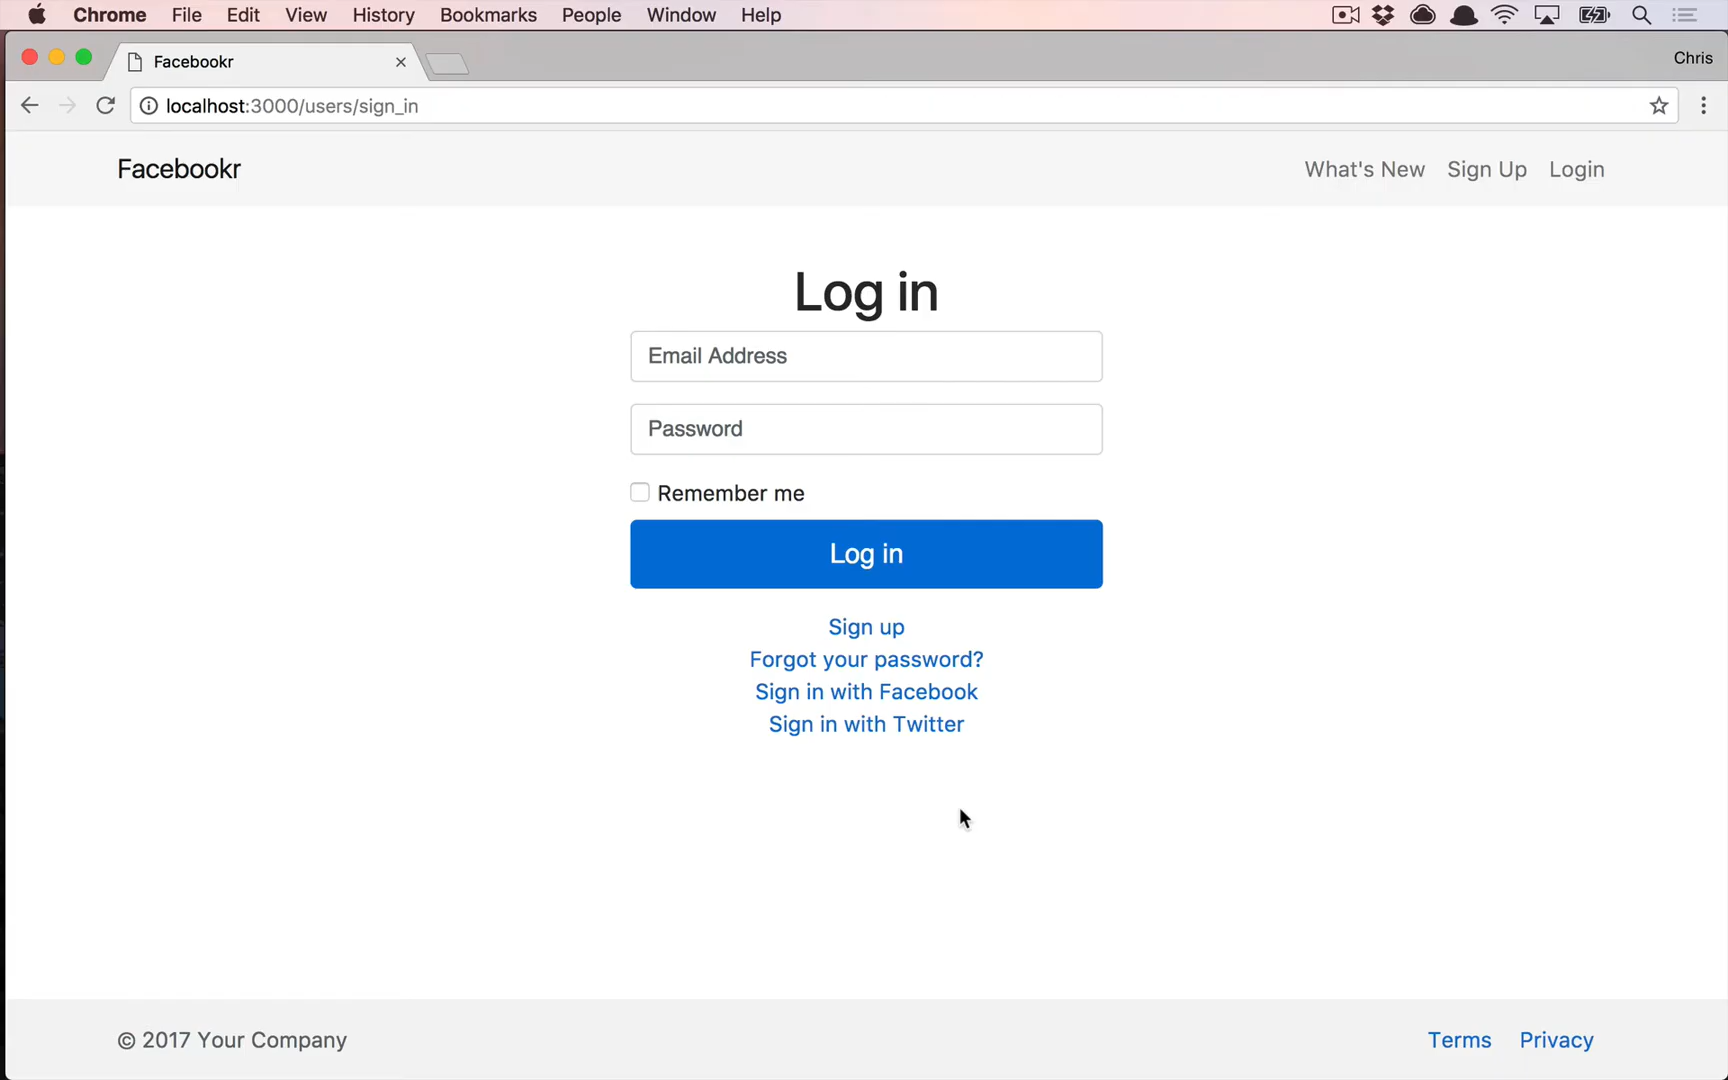 Chrome File Edit View History Bookmarks People Window Help
Facebookr
Chris
localhost:3000/users/sign_in
Facebookr What's New Sign Up Login
Log in
Email Address
Password
Remember me
Log in
Sign up
Forgot your password?
Sign in with Facebook
Sign in with Twitter
© 2017 Your Company Terms Privacy